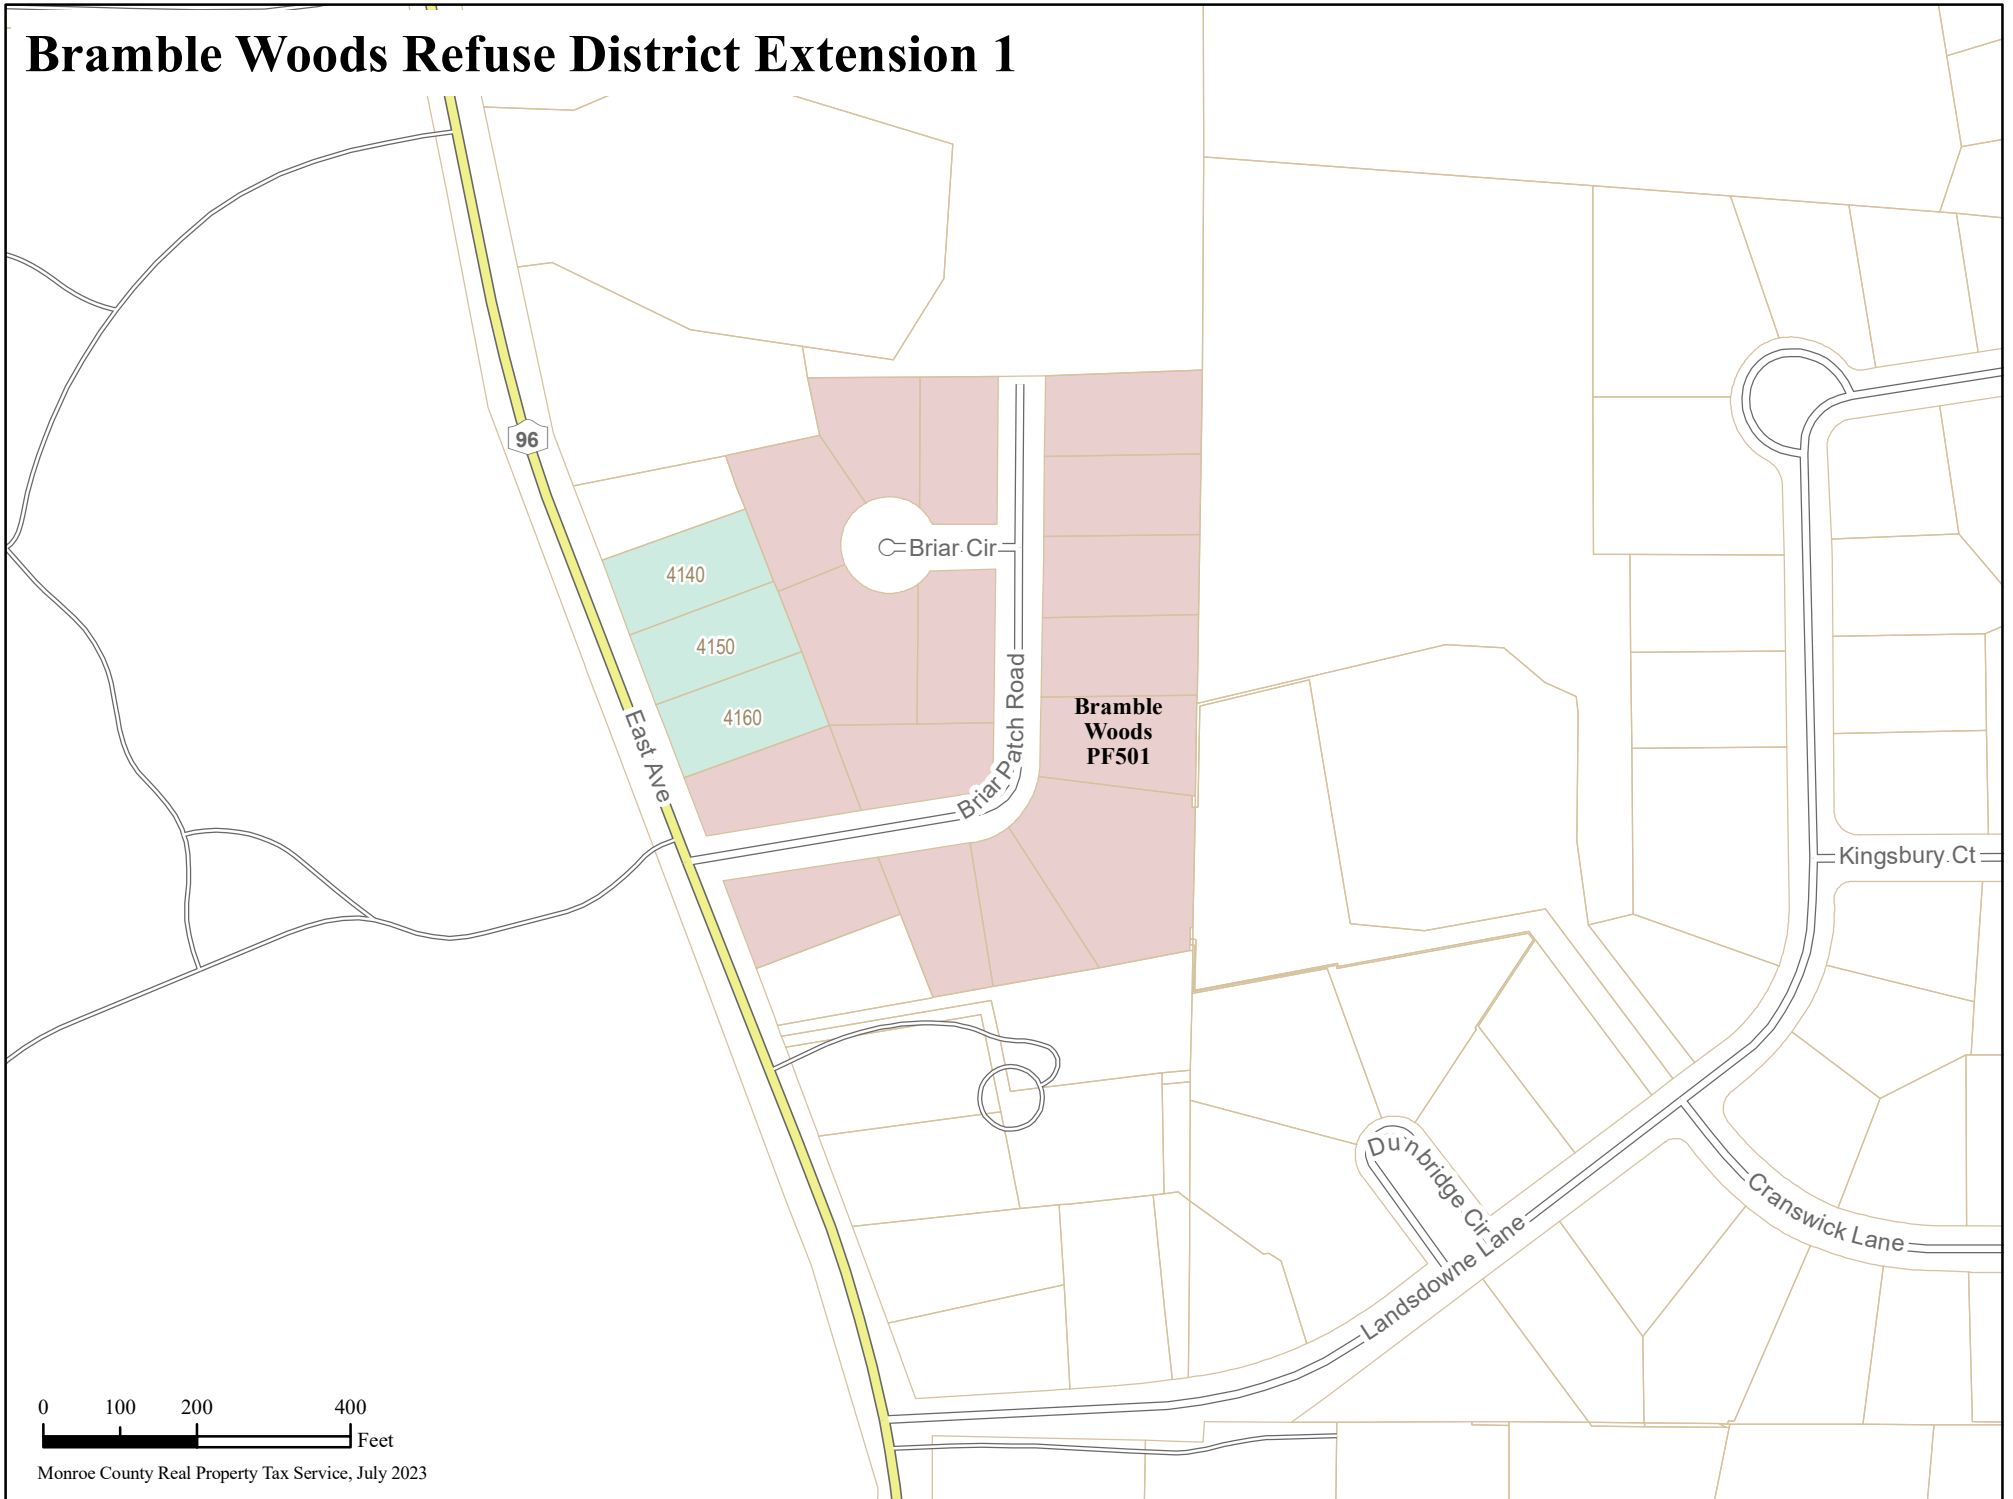 Bramble Woods Refuse District Extension 1
96
Briar Cir
4140
4150
4160
East Ave
Briar Patch Road
Bramble
Woods
PF501
Kingsbury Ct
Dunbridge Cir
Landsdowne Lane
Cranswick Lane
0 100 200 400
Feet
Monroe County Real Property Tax Service, July 2023